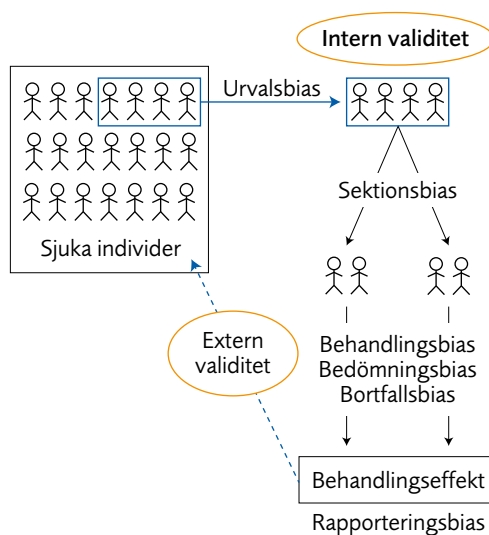 Intern validitet
Urvalsbias
Sektionsbias
Sjuka individer
Extern
validitet
Behandlingsbias
Bedömningsbias
Bortfallsbias
Behandlingseffekt
Rapporteringsbias